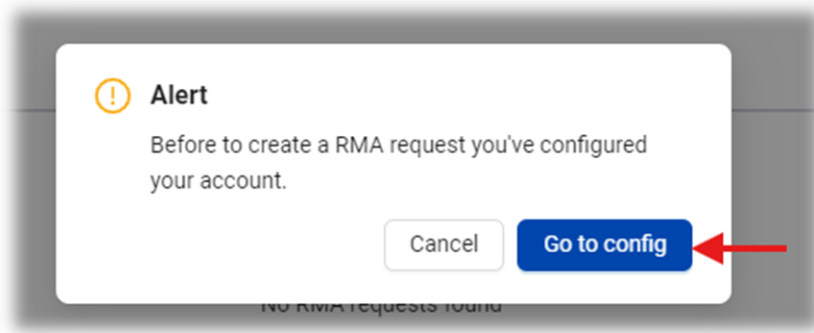 Alert
Before to create a RMA request you've configured
your account.
Cancel
Go to config
No RMA requests found